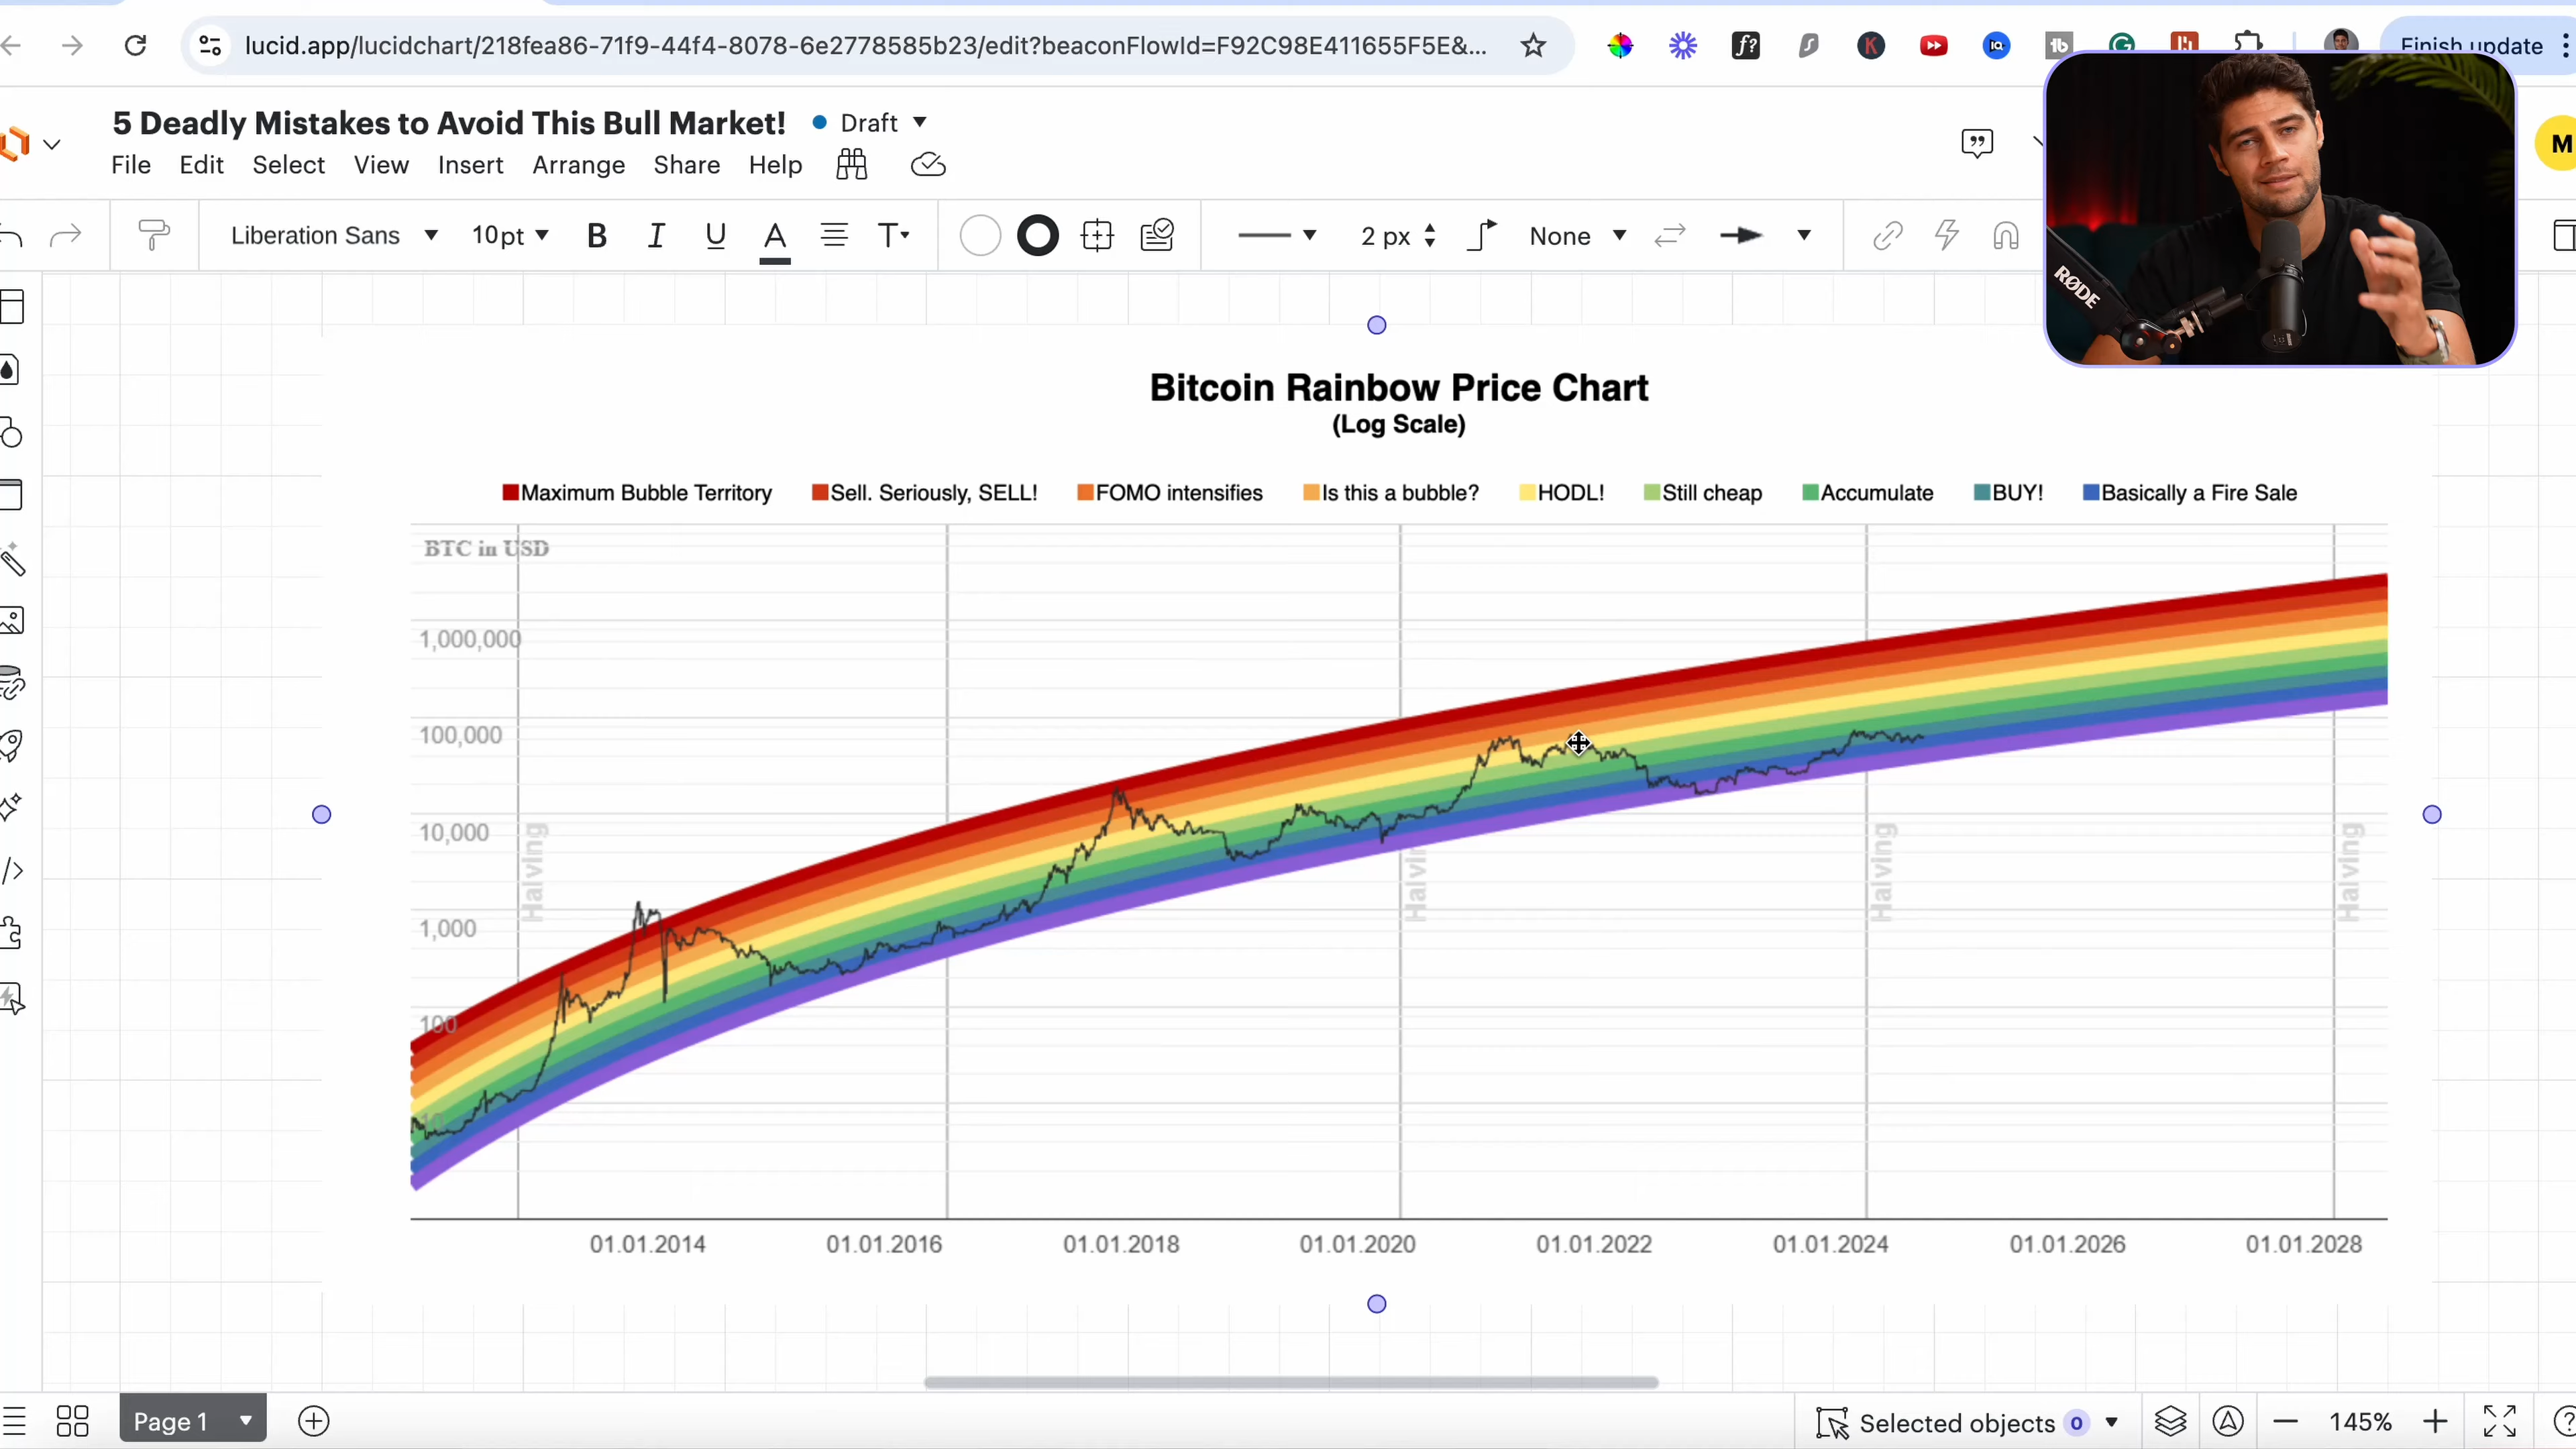 lucid.app/lucidchart/218fea86-71f9-44f4-8078-6e2778585b23/edit?beaconFlowId=F92C98E411655F5E&...
Finish update
5 Deadly Mistakes to Avoid This Bull Market!
Draft
M
File Edit Select View Insert Arrange Share Help
Liberation Sans 10pt B I U A T 2 px None
RØDE
Bitcoin Rainbow Price Chart
(Log Scale)
Maximum Bubble Territory Sell. Seriously, SELL! FOMO intensifies Is this a bubble? HODL! Still cheap Accumulate BUY! Basically a Fire Sale
BTC in USD
1,000,000
100,000
10,000
1,000
100
10
Halving
Halvin
Halving
Halving
01.01.2014 01.01.2016 01.01.2018 01.01.2020 01.01.2022 01.01.2024 01.01.2026 01.01.2028
Page 1
Selected objects 0
145%